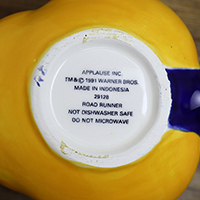 APPLAUSE INC.
TM&© 1991 WARNER BROS.
MADE IN INDONESIA
29128
ROAD RUNNER
NOT DISHWASHER SAFE
DO NOT MICROWAVE